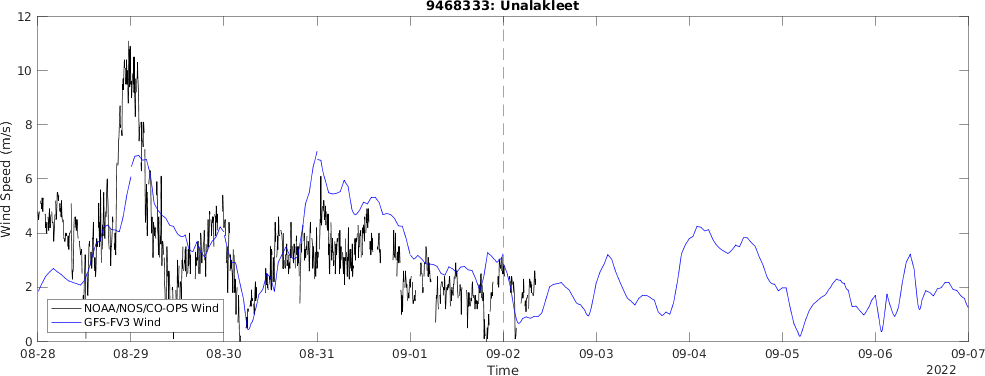 9468333: Unalakleet
12
10
8
6
4
2
0
Wind Speed (m/s)
NOAA/NOS/CO-OPS Wind
GFS-FV3 Wind
08-28 08-29 08-30 08-31 09-01 09-02 09-03 09-04 09-05 09-06 09-07
Time
2022